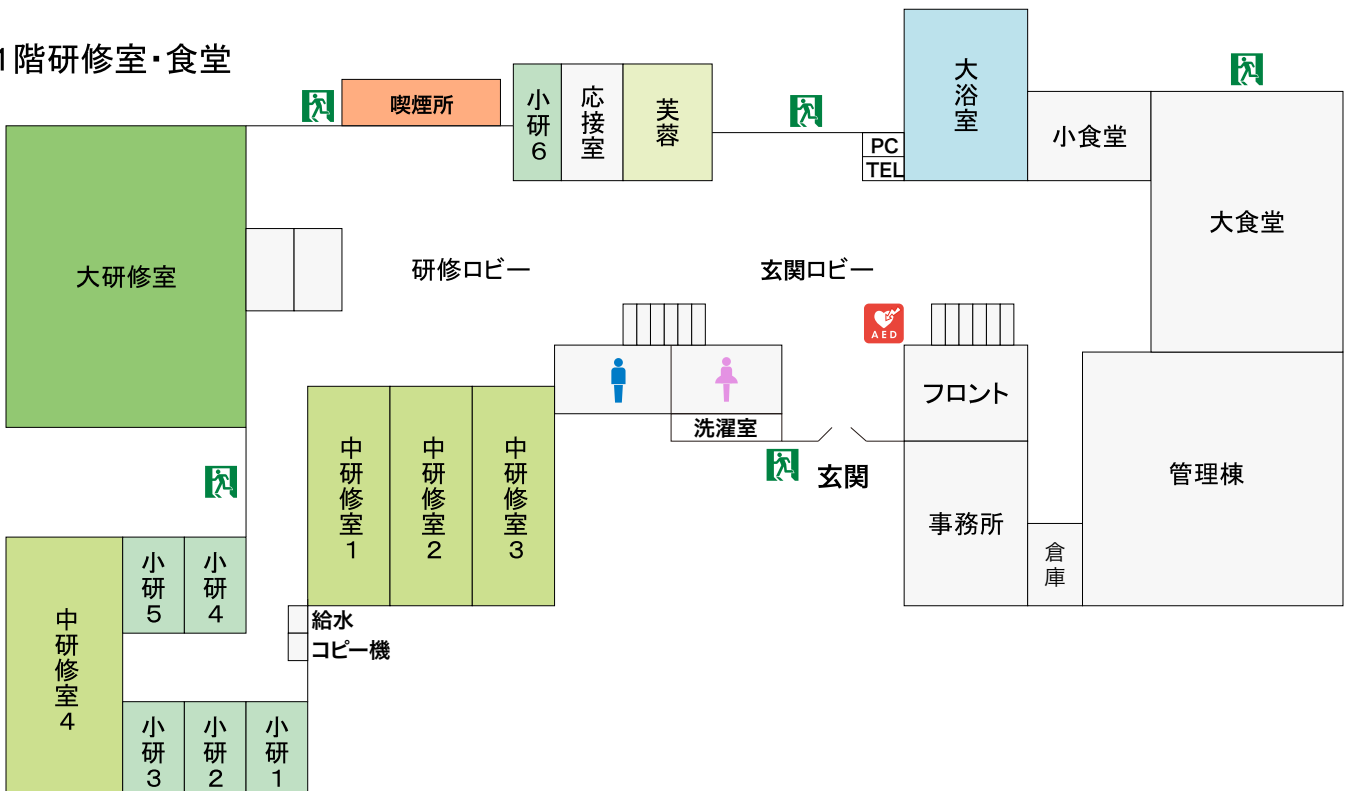 1階研修室・食堂
喫煙所
小研6
応接室
芙蓉
PC
TEL
大浴室
小食堂
大食堂
大研修室
研修ロビー
玄関ロビー
AED
フロント
洗濯室
玄関
管理棟
事務所
倉庫
中研修室1
中研修室2
中研修室3
小研5
小研4
中研修室4
給水
コピー機
小研3
小研2
小研1